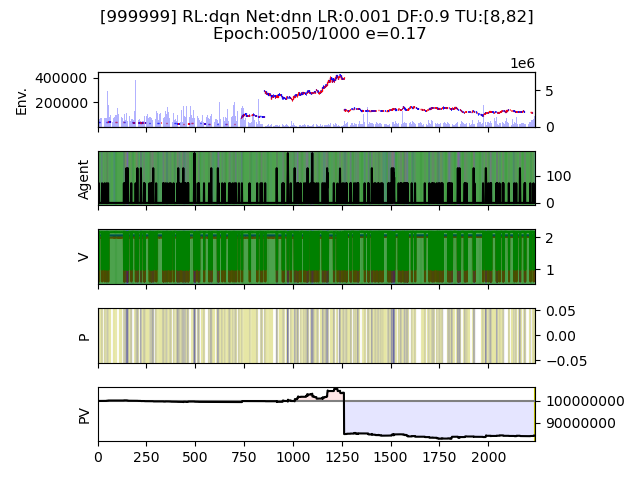 [999999] RL:dqn Net:dnn LR:0.001 DF:0.9 TU:[8,82]
Epoch:0050/1000 e=0.17
1e6
Env.
400000
200000
5
0
Agent
100
0
V
2
1
P
0.05
0.00
−0.05
PV
100000000
90000000
0 250 500 750 1000 1250 1500 1750 2000